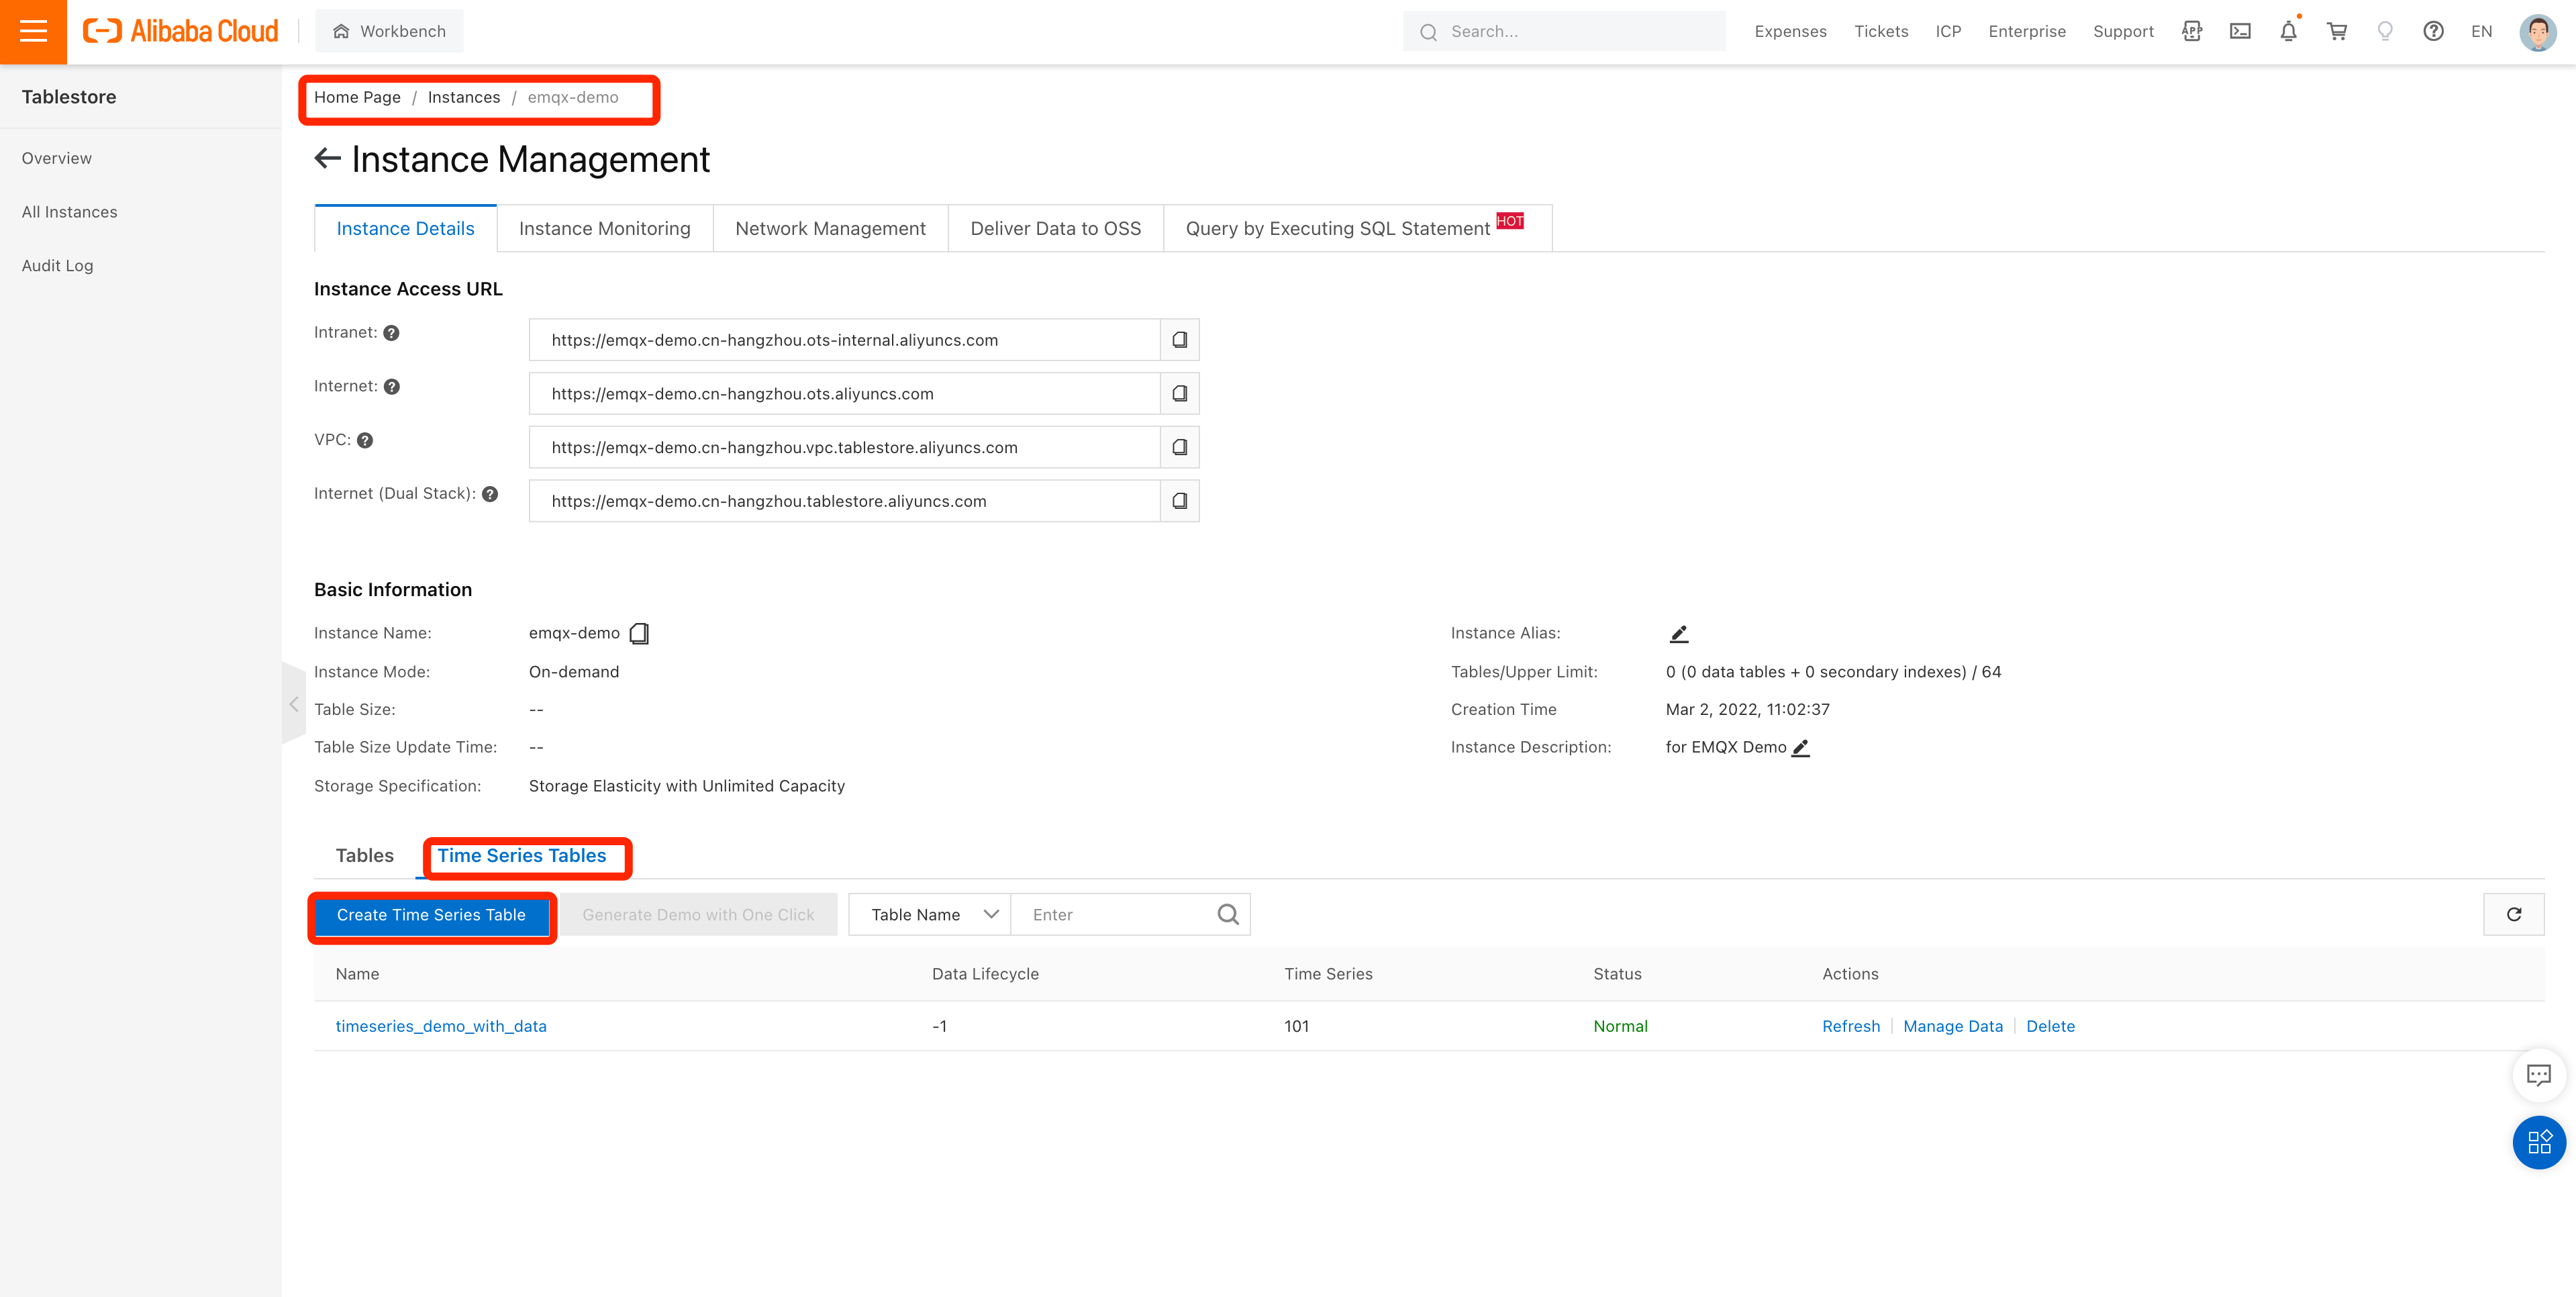 Alibaba Cloud
Workbench
Search...
Expenses
Tickets
ICP
Enterprise
Support
APP
EN
Tablestore
Overview
All Instances
Audit Log
Home Page / Instances / emqx-demo
Instance Management
Instance Details
Instance Monitoring
Network Management
Deliver Data to OSS
Query by Executing SQL Statement HOT
Instance Access URL
Intranet: ?
https://emqx-demo.cn-hangzhou.ots-internal.aliyuncs.com
Internet: ?
https://emqx-demo.cn-hangzhou.ots.aliyuncs.com
VPC: ?
https://emqx-demo.cn-hangzhou.vpc.tablestore.aliyuncs.com
Internet (Dual Stack): ?
https://emqx-demo.cn-hangzhou.tablestore.aliyuncs.com
Basic Information
Instance Name: emqx-demo
Instance Alias:
Instance Mode: On-demand
Tables/Upper Limit: 0 (0 data tables + 0 secondary indexes) / 64
Table Size: --
Creation Time Mar 2, 2022, 11:02:37
Table Size Update Time: --
Instance Description: for EMQX Demo
Storage Specification: Storage Elasticity with Unlimited Capacity
Tables
Time Series Tables
Create Time Series Table
Generate Demo with One Click
Table Name
Enter
Name Data Lifecycle Time Series Status Actions
timeseries_demo_with_data -1 101 Normal Refresh Manage Data Delete